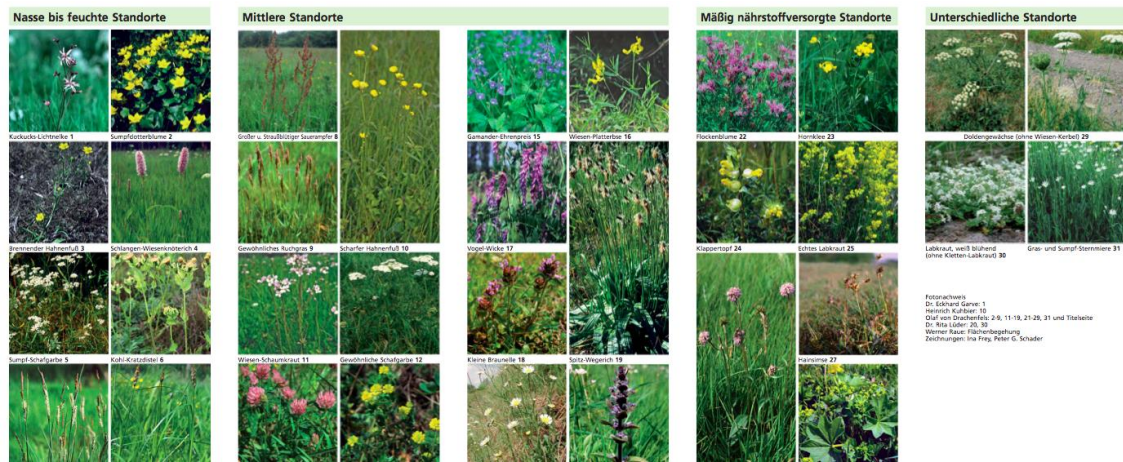 Nasse bis feuchte Standorte
Kuckucks-Lichtnelke 1
Sumpfdotterblume 2
Brennender Hahnenfuß 3
Schlangen-Wiesenknöterich 4
Sumpf-Schafgarbe 5
Kohl-Kratzdistel 6
Mittlere Standorte
Großer u. Straußblütiger Sauerampfer 8
Gewöhnliches Ruchgras 9
Scharfer Hahnenfuß 10
Wiesen-Schaumkraut 11
Gewöhnliche Schafgarbe 12
Gamander-Ehrenpreis 15
Wiesen-Platterbse 16
Vogel-Wicke 17
Kleine Braunelle 18
Spitz-Wegerich 19
Mäßig nährstoffversorgte Standorte
Flockenblume 22
Hornklee 23
Klappertopf 24
Echtes Labkraut 25
Hainsimse 27
Unterschiedliche Standorte
Doldengewächse (ohne Wiesen-Kerbel) 29
Labkraut, weiß blühend
(ohne Kletten-Labkraut) 30
Gras- und Sumpf-Sternmiere 31
Fotonachweis
Dr. Eckhard Garve: 1
Heinrich Kuhbier: 10
Olaf von Drachenfels: 2-9, 11-19, 21-29, 31 und Titelseite
Dr. Rita Lüder: 20, 30
Werner Raue: Flächenbegehung
Zeichnungen: Ina Frey, Peter G. Schader